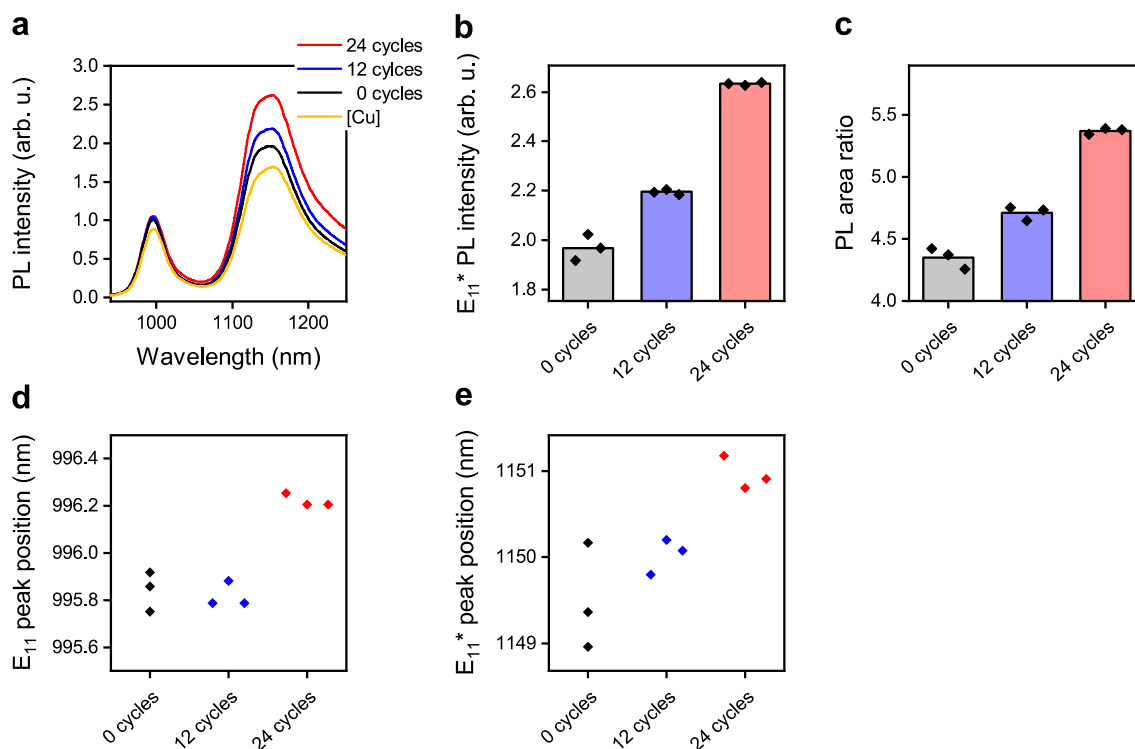 a
24 cycles
12 cylces
0 cycles
[Cu]
PL intensity (arb. u.)
3.0
2.5
2.0
1.5
1.0
0.5
0.0
1000
1100
1200
Wavelength (nm)
b
E₁₁* PL intensity (arb. u.)
2.6
2.2
2.0
1.8
0 cycles
12 cycles
24 cycles
c
PL area ratio
5.5
5.0
4.5
4.0
0 cycles
12 cycles
24 cycles
d
E₁₁ peak position (nm)
996.4
996.2
996.0
995.8
995.6
0 cycles
12 cycles
24 cycles
e
E₁₁* peak position (nm)
1151
1150
1149
0 cycles
12 cycles
24 cycles